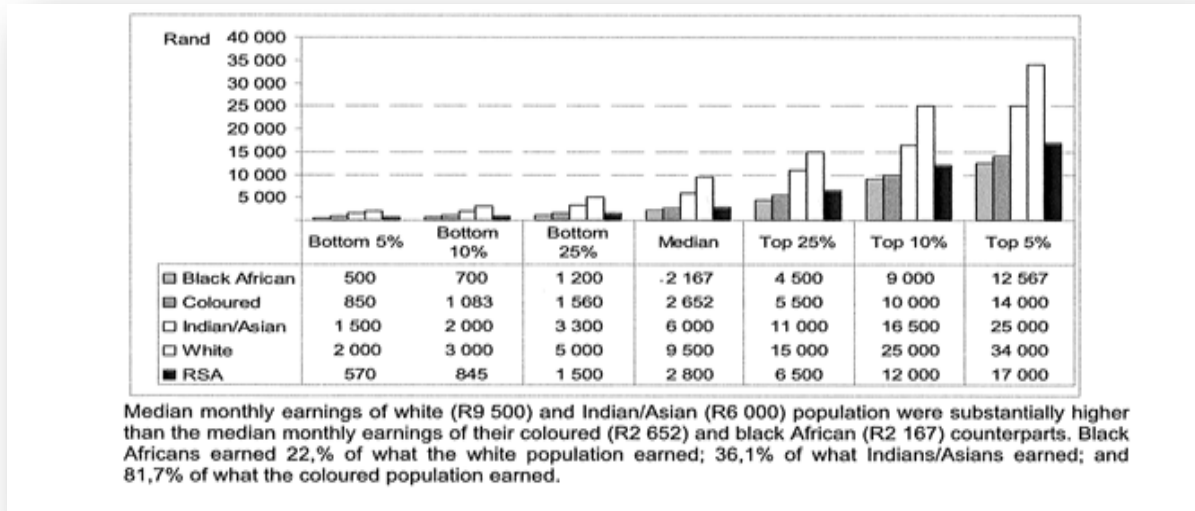 Rand 40 000
35 000
30 000
25 000
20 000
15 000
10 000
5 000
Bottom 5% Bottom 10% Bottom 25% Median Top 25% Top 10% Top 5%
Black African 500 700 1 200 2 167 4 500 9 000 12 567
Coloured 850 1 083 1 560 2 652 5 500 10 000 14 000
Indian/Asian 1 500 2 000 3 300 6 000 11 000 16 500 25 000
White 2 000 3 000 5 000 9 500 15 000 25 000 34 000
RSA 570 845 1 500 2 800 6 500 12 000 17 000
Median monthly earnings of white (R9 500) and Indian/Asian (R6 000) population were substantially higher
than the median monthly earnings of their coloured (R2 652) and black African (R2 167) counterparts. Black
Africans earned 22,% of what the white population earned; 36,1% of what Indians/Asians earned; and
81,7% of what the coloured population earned.